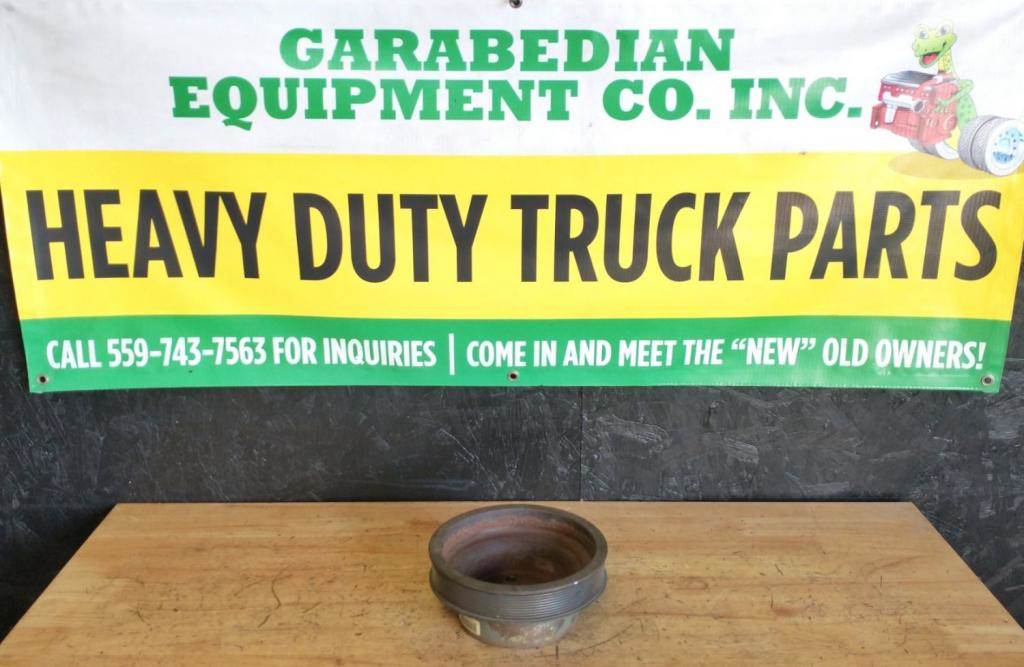 GARABEDIAN
EQUIPMENT CO. INC.
HEAVY DUTY TRUCK PARTS
CALL 559-743-7563 FOR INQUIRIES | COME IN AND MEET THE “NEW” OLD OWNERS!